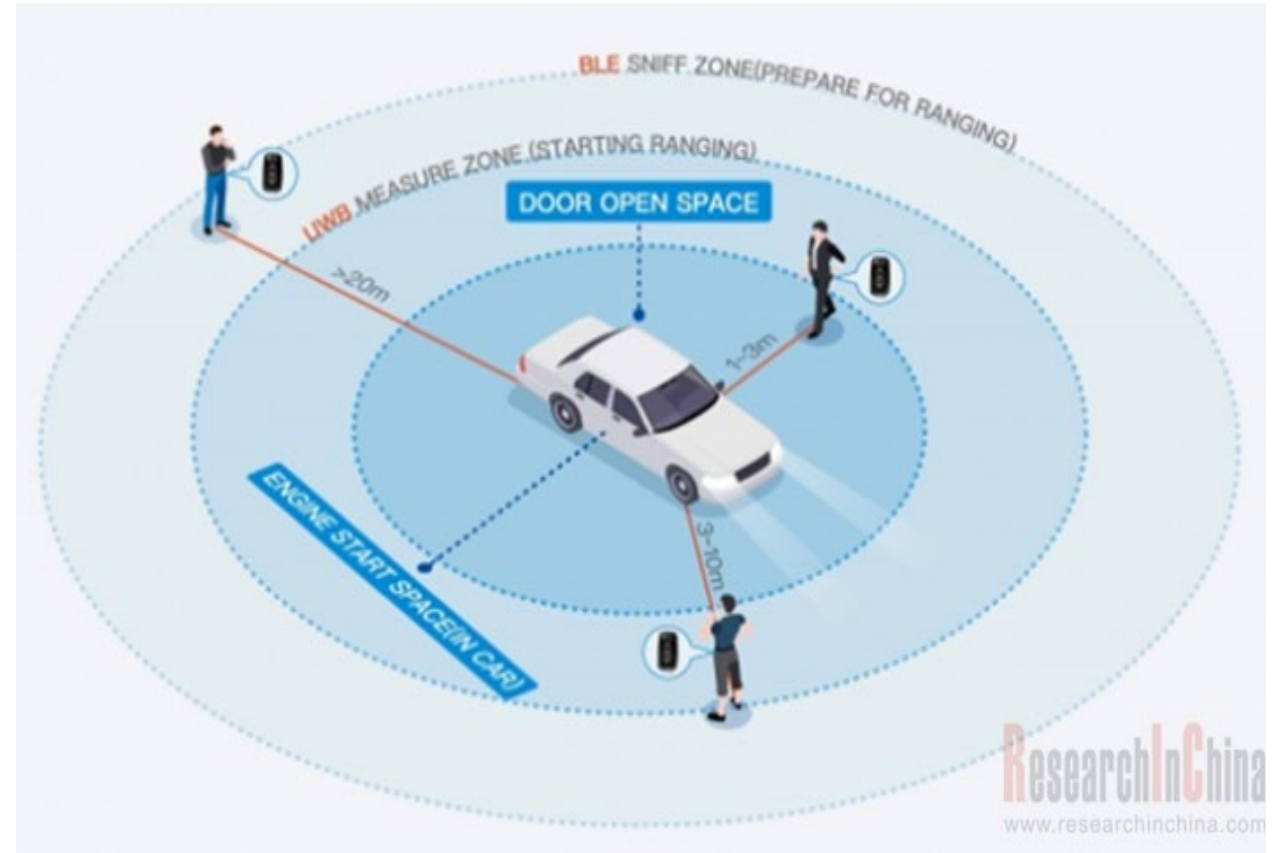 BLE SNIFF ZONE(PREPARE FOR RANGING)
UWB MEASURE ZONE (STARTING RANGING)
DOOR OPEN SPACE
>20m
1~3m
ENGINE START SPACE(IN CAR)
3~10m
ResearchInChina
www.researchinchina.com